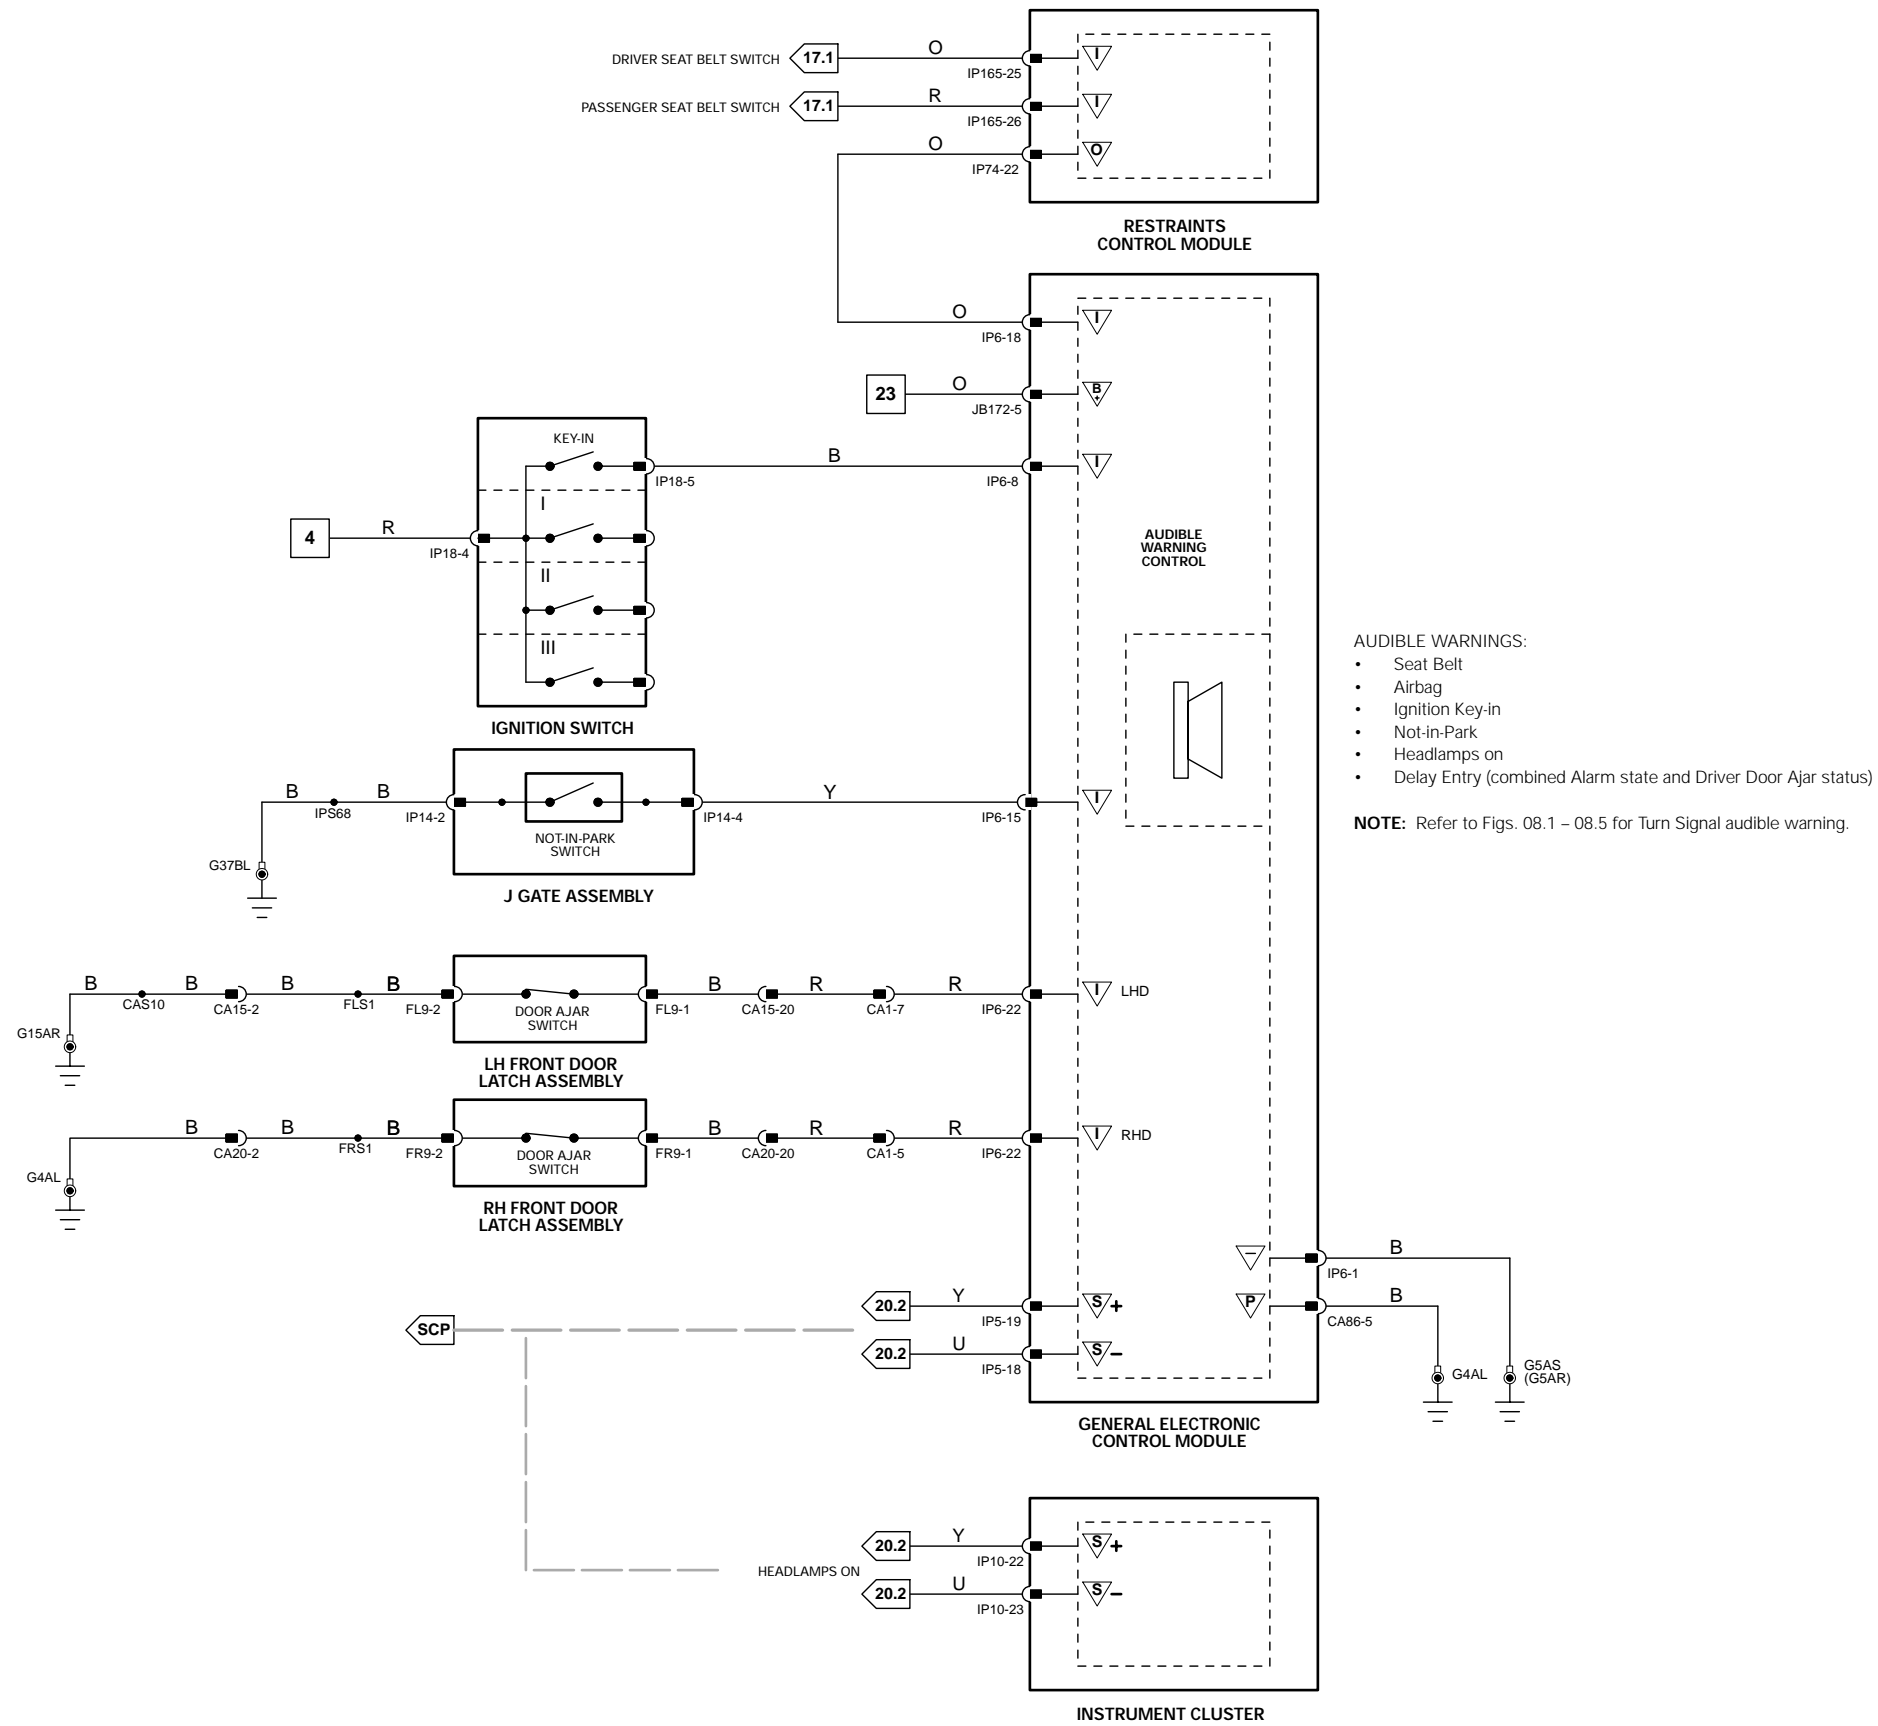 DRIVER SEAT BELT SWITCH 17.1 O IP165-25 I
PASSENGER SEAT BELT SWITCH 17.1 R IP165-26 I
O IP74-22 O
RESTRAINTS
CONTROL MODULE
O IP6-18 I
23 O JB172-5 B+
KEY-IN
IP18-5 B IP6-8 I
I
4 R IP18-4
II
III
IGNITION SWITCH
AUDIBLE
WARNING
CONTROL
AUDIBLE WARNINGS:
• Seat Belt
• Airbag
• Ignition Key-in
• Not-in-Park
• Headlamps on
• Delay Entry (combined Alarm state and Driver Door Ajar status)
NOTE: Refer to Figs. 08.1 – 08.5 for Turn Signal audible warning.
B IPS68 B IP14-2 IP14-4 Y IP6-15 I
G37BL
NOT-IN-PARK
SWITCH
J GATE ASSEMBLY
B CAS10 B CA15-2 B FLS1 B FL9-2 FL9-1 B CA15-20 R CA1-7 R IP6-22 I LHD
G15AR
DOOR AJAR
SWITCH
LH FRONT DOOR
LATCH ASSEMBLY
B CA20-2 B FRS1 B FR9-2 FR9-1 B CA20-20 R CA1-5 R IP6-22 I RHD
G4AL
DOOR AJAR
SWITCH
RH FRONT DOOR
LATCH ASSEMBLY
– IP6-1 B
20.2 Y IP5-19 S+
P CA86-5 B
SCP
20.2 U IP5-18 S–
G4AL
G5AS
(G5AR)
GENERAL ELECTRONIC
CONTROL MODULE
20.2 Y IP10-22 S+
HEADLAMPS ON
20.2 U IP10-23 S–
INSTRUMENT CLUSTER